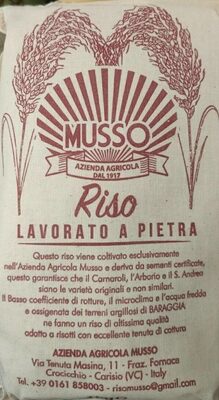 MUSSO
AZIENDA AGRICOLA
DAL 1917
Riso
LAVORATO A PIETRA
Questo riso viene coltivato esclusivamente
nell'Azienda Agricola Musso e deriva da sementi certificate,
questo garantisce che il Carnaroli, l'Arborio e il S. Andrea
siano le varietà originali e non similari.
Il Basso coefficiente di rotture, il microclima e l'acqua fredda
e ossigenata dei terreni argillosi di BARAGGIA
ne fanno un riso di altissima qualità
adatto a risotti con eccellente tenuta di cottura
AZIENDA AGRICOLA MUSSO
Via Tenuta Masina, 11 - Fraz. Fornace
Crocicchio - Carisio (VC) - Italy
Tel. +39 0161 858003 - risomusso@gmail.com